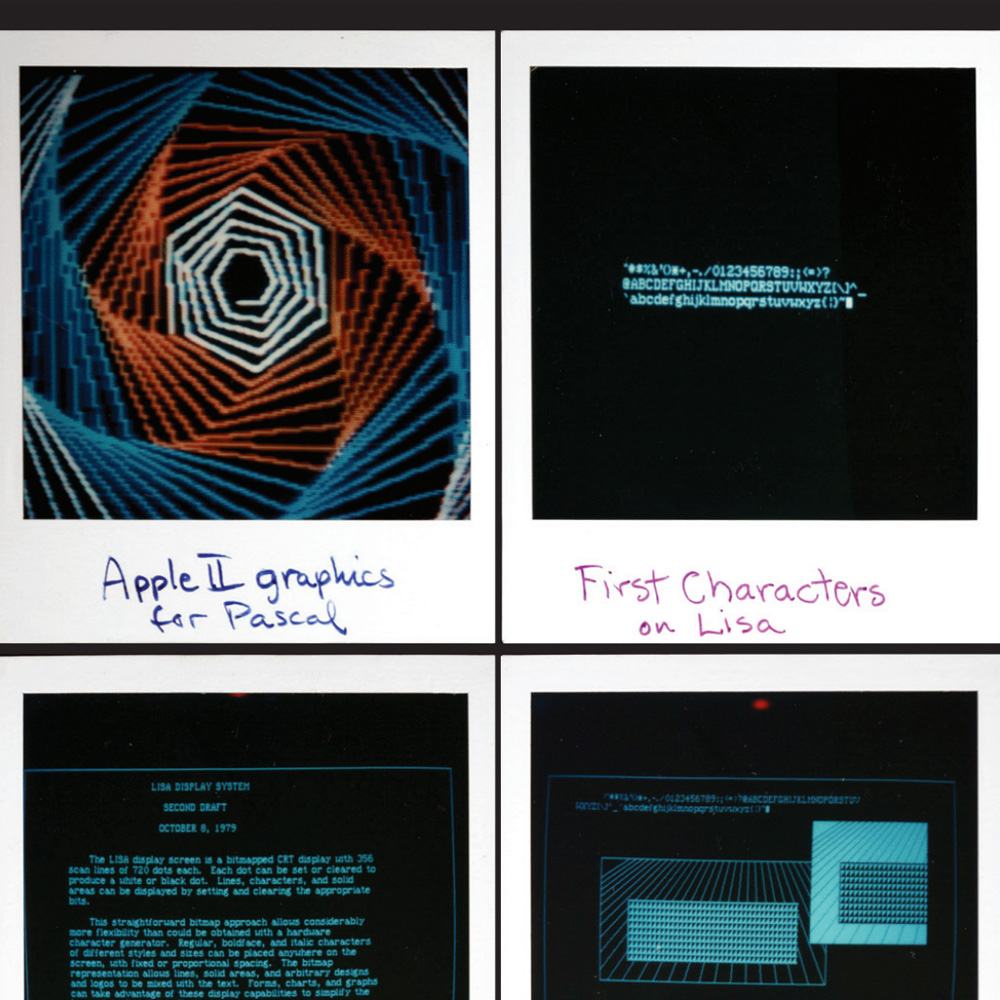 "#$%&'()*+,-./0123456789:;<=>?
@ABCDEFGHIJKLMNOPQRSTUVWXYZ[\]^_
`abcdefghijklmnopqrstuvwxyz{|}~
Apple II graphics
for Pascal
First Characters
on Lisa
LISA DISPLAY SYSTEM
SECOND DRAFT
OCTOBER 8, 1979
The LISA display screen is a bitmapped CRT display with 356
scan lines of 720 dots each. Each dot can be set or cleared to
produce a white or black dot. Lines, characters, and solid
areas can be displayed by setting and clearing the appropriate
bits.
This straightforward bitmap approach allows considerably
more flexibility than could be obtained with a hardware
character generator. Regular, boldface, and italic characters
of different styles and sizes can be placed anywhere on the
screen, with fixed or proportional spacing. The bitmap
representation allows lines, solid areas, and arbitrary designs
and logos to be mixed with the text. Forms, charts, and graphs
can take advantage of these display capabilities to simplify the
"#$%&'()*+,-./0123456789:;<=>?@ABCDEFGHIJKLMNOPQRSTUV
WXYZ[\]^_`abcdefghijklmnopqrstuvwxyz{|}~